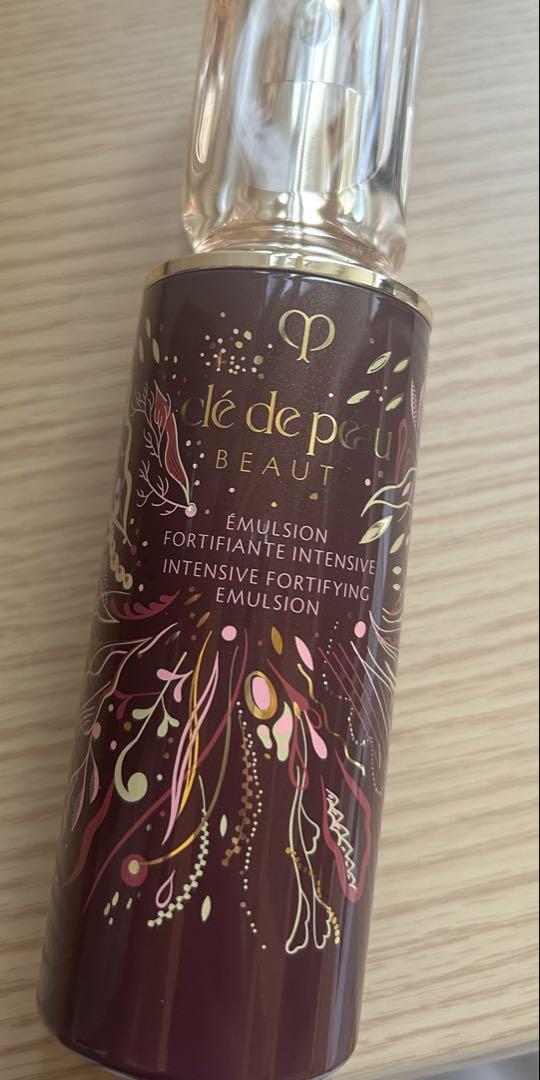 clé de peau
BEAUT
ÉMULSION
FORTIFIANTE INTENSIVE
INTENSIVE FORTIFYING
EMULSION